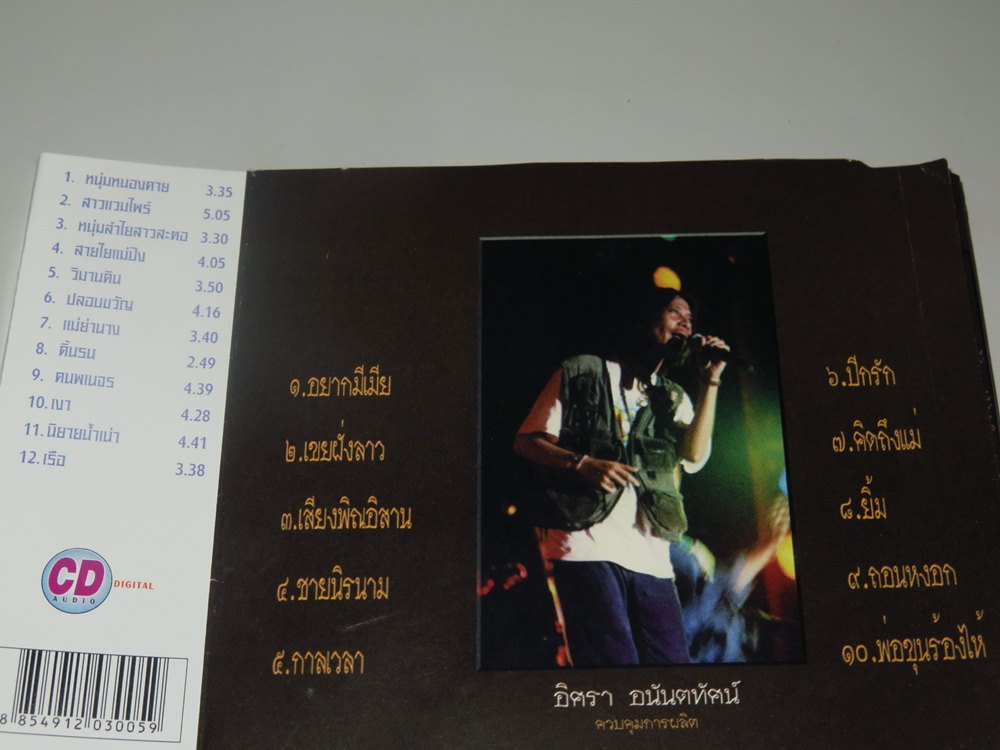 1. หนุ่มหนองคาย 3.35
2. สาวแวมไพร์ 5.05
3. หนุ่มลำไยสาวสะตอ 3.30
4. สายใยแม่ปิง 4.05
5. วิมานดิน 3.50
6. ปลอบขวัญ 4.16
7. แม่ย่านาง 3.40
8. ดิ้นรน 2.49
9. คนพเนจร 4.39
10. เงา 4.28
11. นิยายน้ำเน่า 4.41
12. เรือ 3.38
CD
AUDIO
DIGITAL
8 854912 030059
๑.อยากมีเมีย
๒.เขยฝั่งลาว
๓.เสียงพิณอิสาน
๔.ชายนิรนาม
๕.กาลเวลา
๖.ปีกรัก
๗.คิดถึงแม่
๘.ยิ้ม
๙.ถอนหงอก
๑๐.พ่อขุนร้องไห้
อิศรา อนันตทัศน์
ควบคุมการผลิต